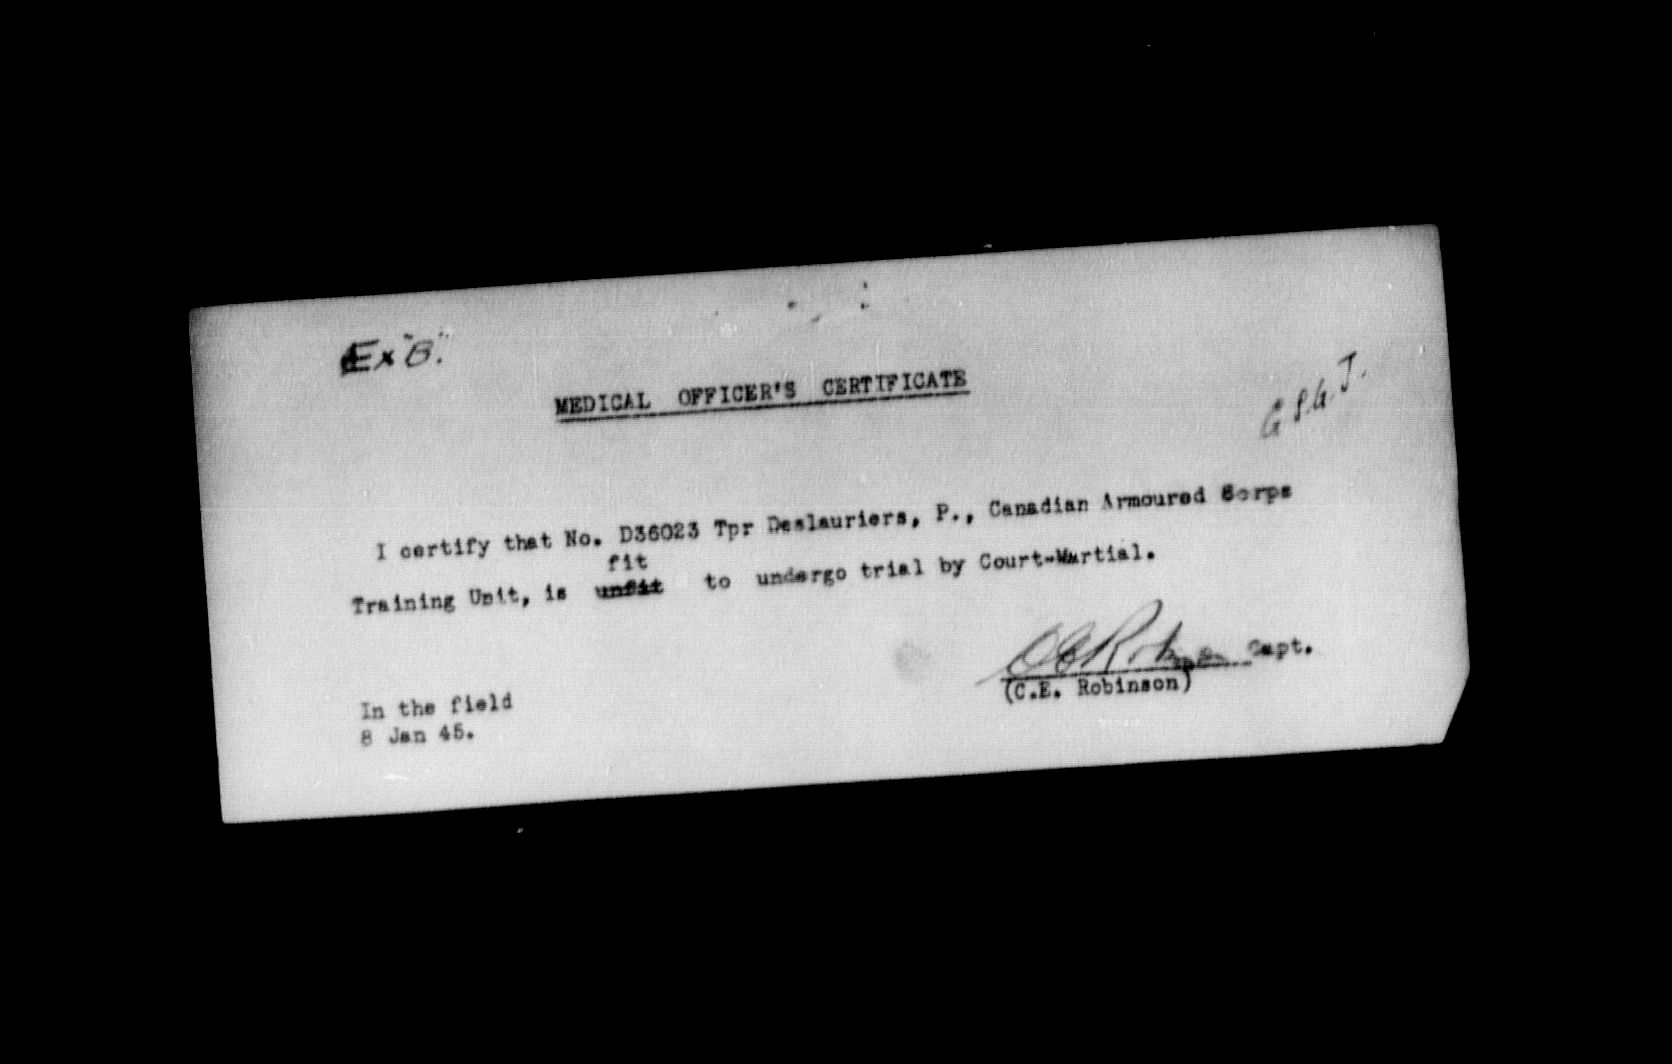 Ex "B".
MEDICAL OFFICER'S CERTIFICATE
I certify that No. D36023 Tpr Deslauriers, P., Canadian Armoured Corps
fit
Training Unit, is unfit to undergo trial by Court-Martial.
CERobinson Capt.
(C.E. Robinson)
In the field
8 Jan 45.